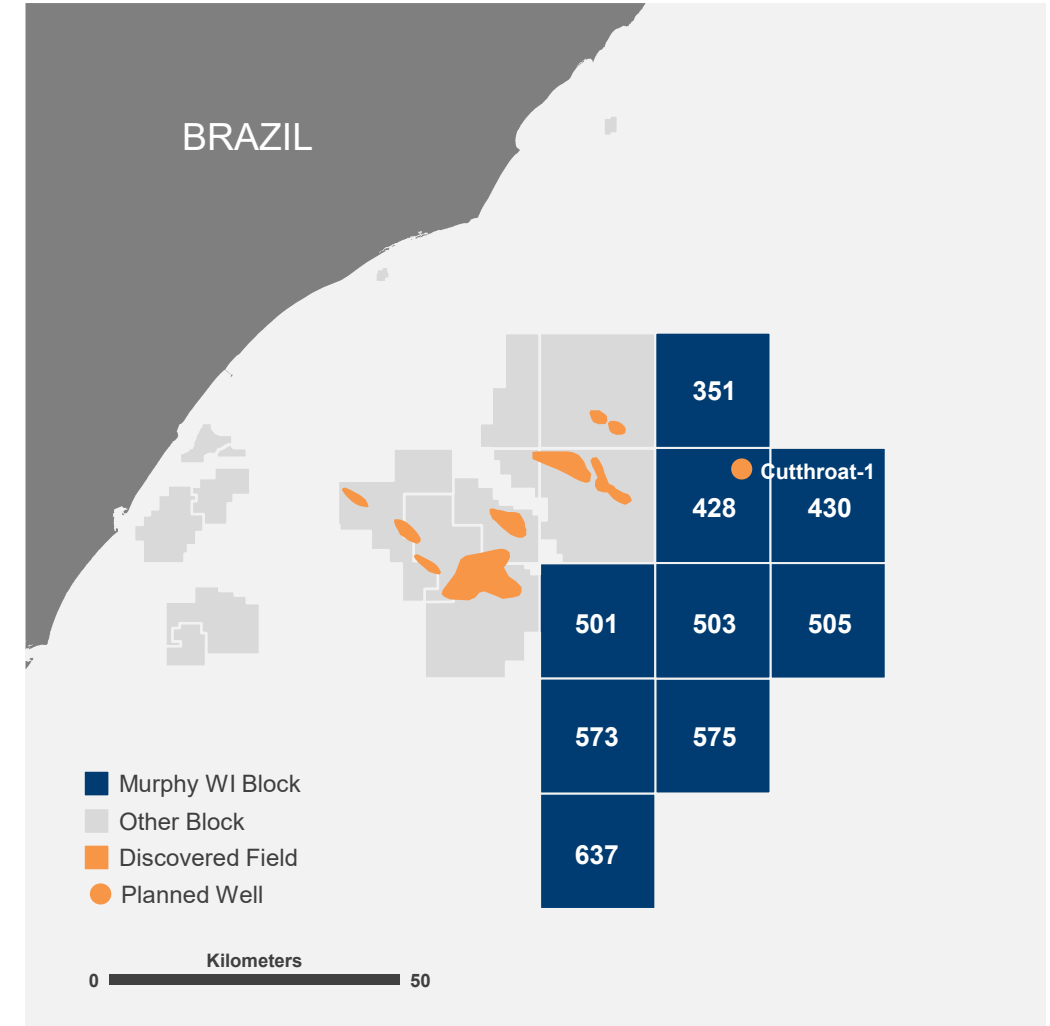 BRAZIL
351
Cutthroat-1
428
430
501
503
505
573
575
637
Murphy WI Block
Other Block
Discovered Field
Planned Well
Kilometers
0
50